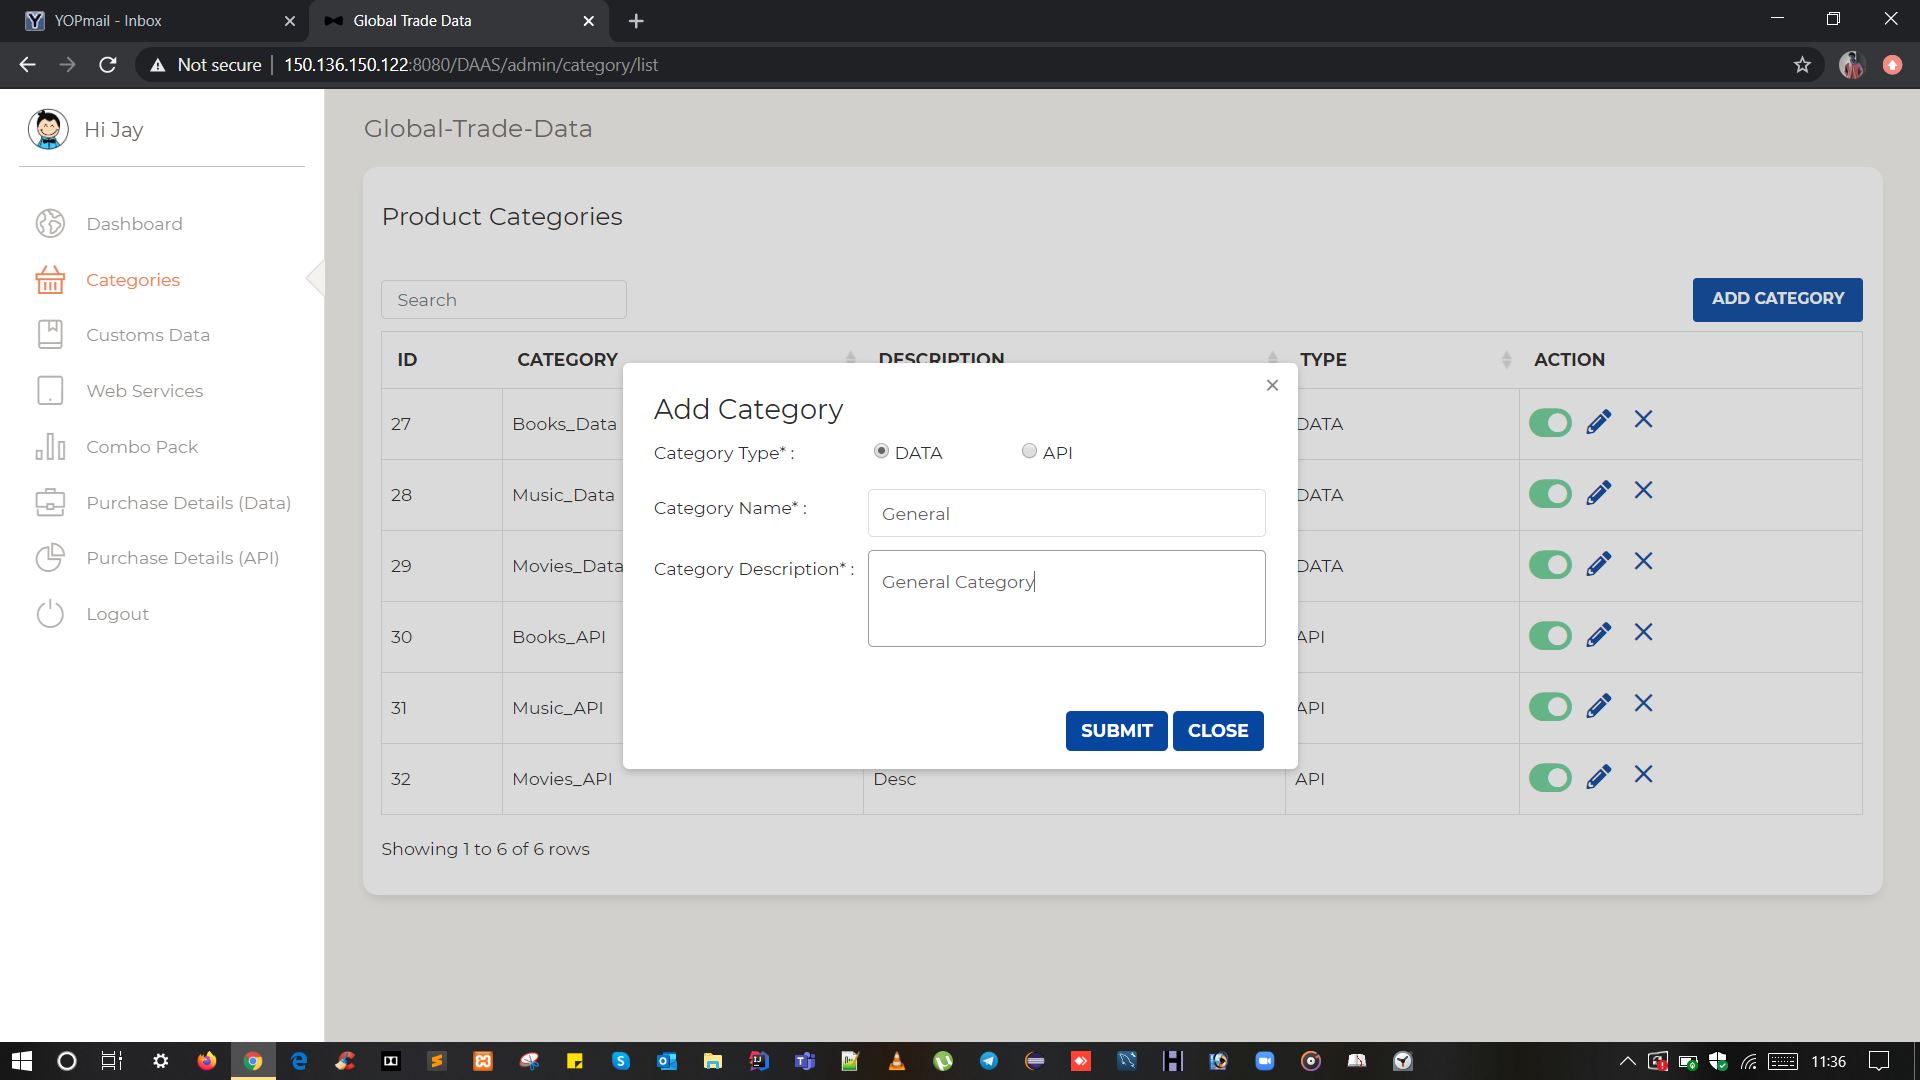 YOPmail - Inbox
Global Trade Data
Not secure
150.136.150.122:8080/DAAS/admin/category/list
Hi Jay
Dashboard
Categories
Customs Data
Web Services
Combo Pack
Purchase Details (Data)
Purchase Details (API)
Logout
Global-Trade-Data
Product Categories
Search
ADD CATEGORY
ID CATEGORY DESCRIPTION TYPE ACTION
27 Books_Data DATA
28 Music_Data DATA
29 Movies_Data DATA
30 Books_API API
31 Music_API API
32 Movies_API Desc API
Showing 1 to 6 of 6 rows
Add Category
Category Type* : DATA API
Category Name* : General
Category Description* : General Category
SUBMIT CLOSE
11:36